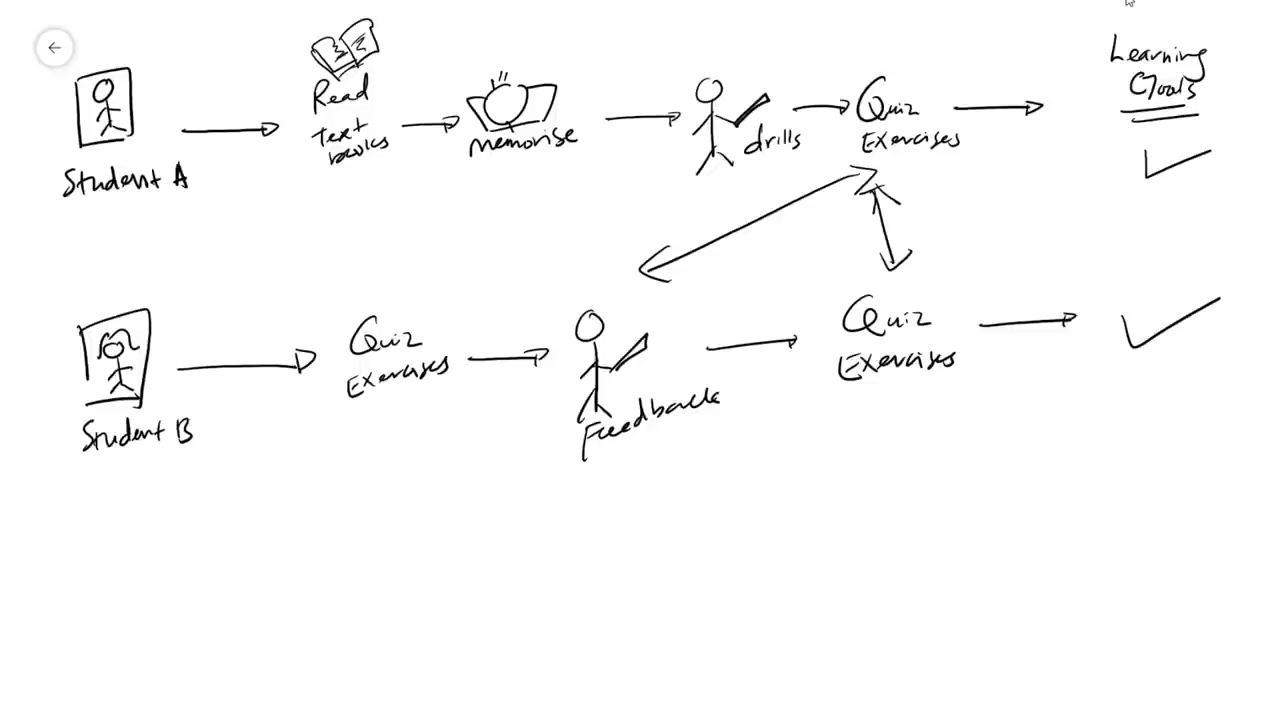 Learning
Goals
Read
Text
books
memorise
drills
Quiz
Exercises
Student A
Quiz
Exercises
Feedback
Quiz
Exercises
Student B